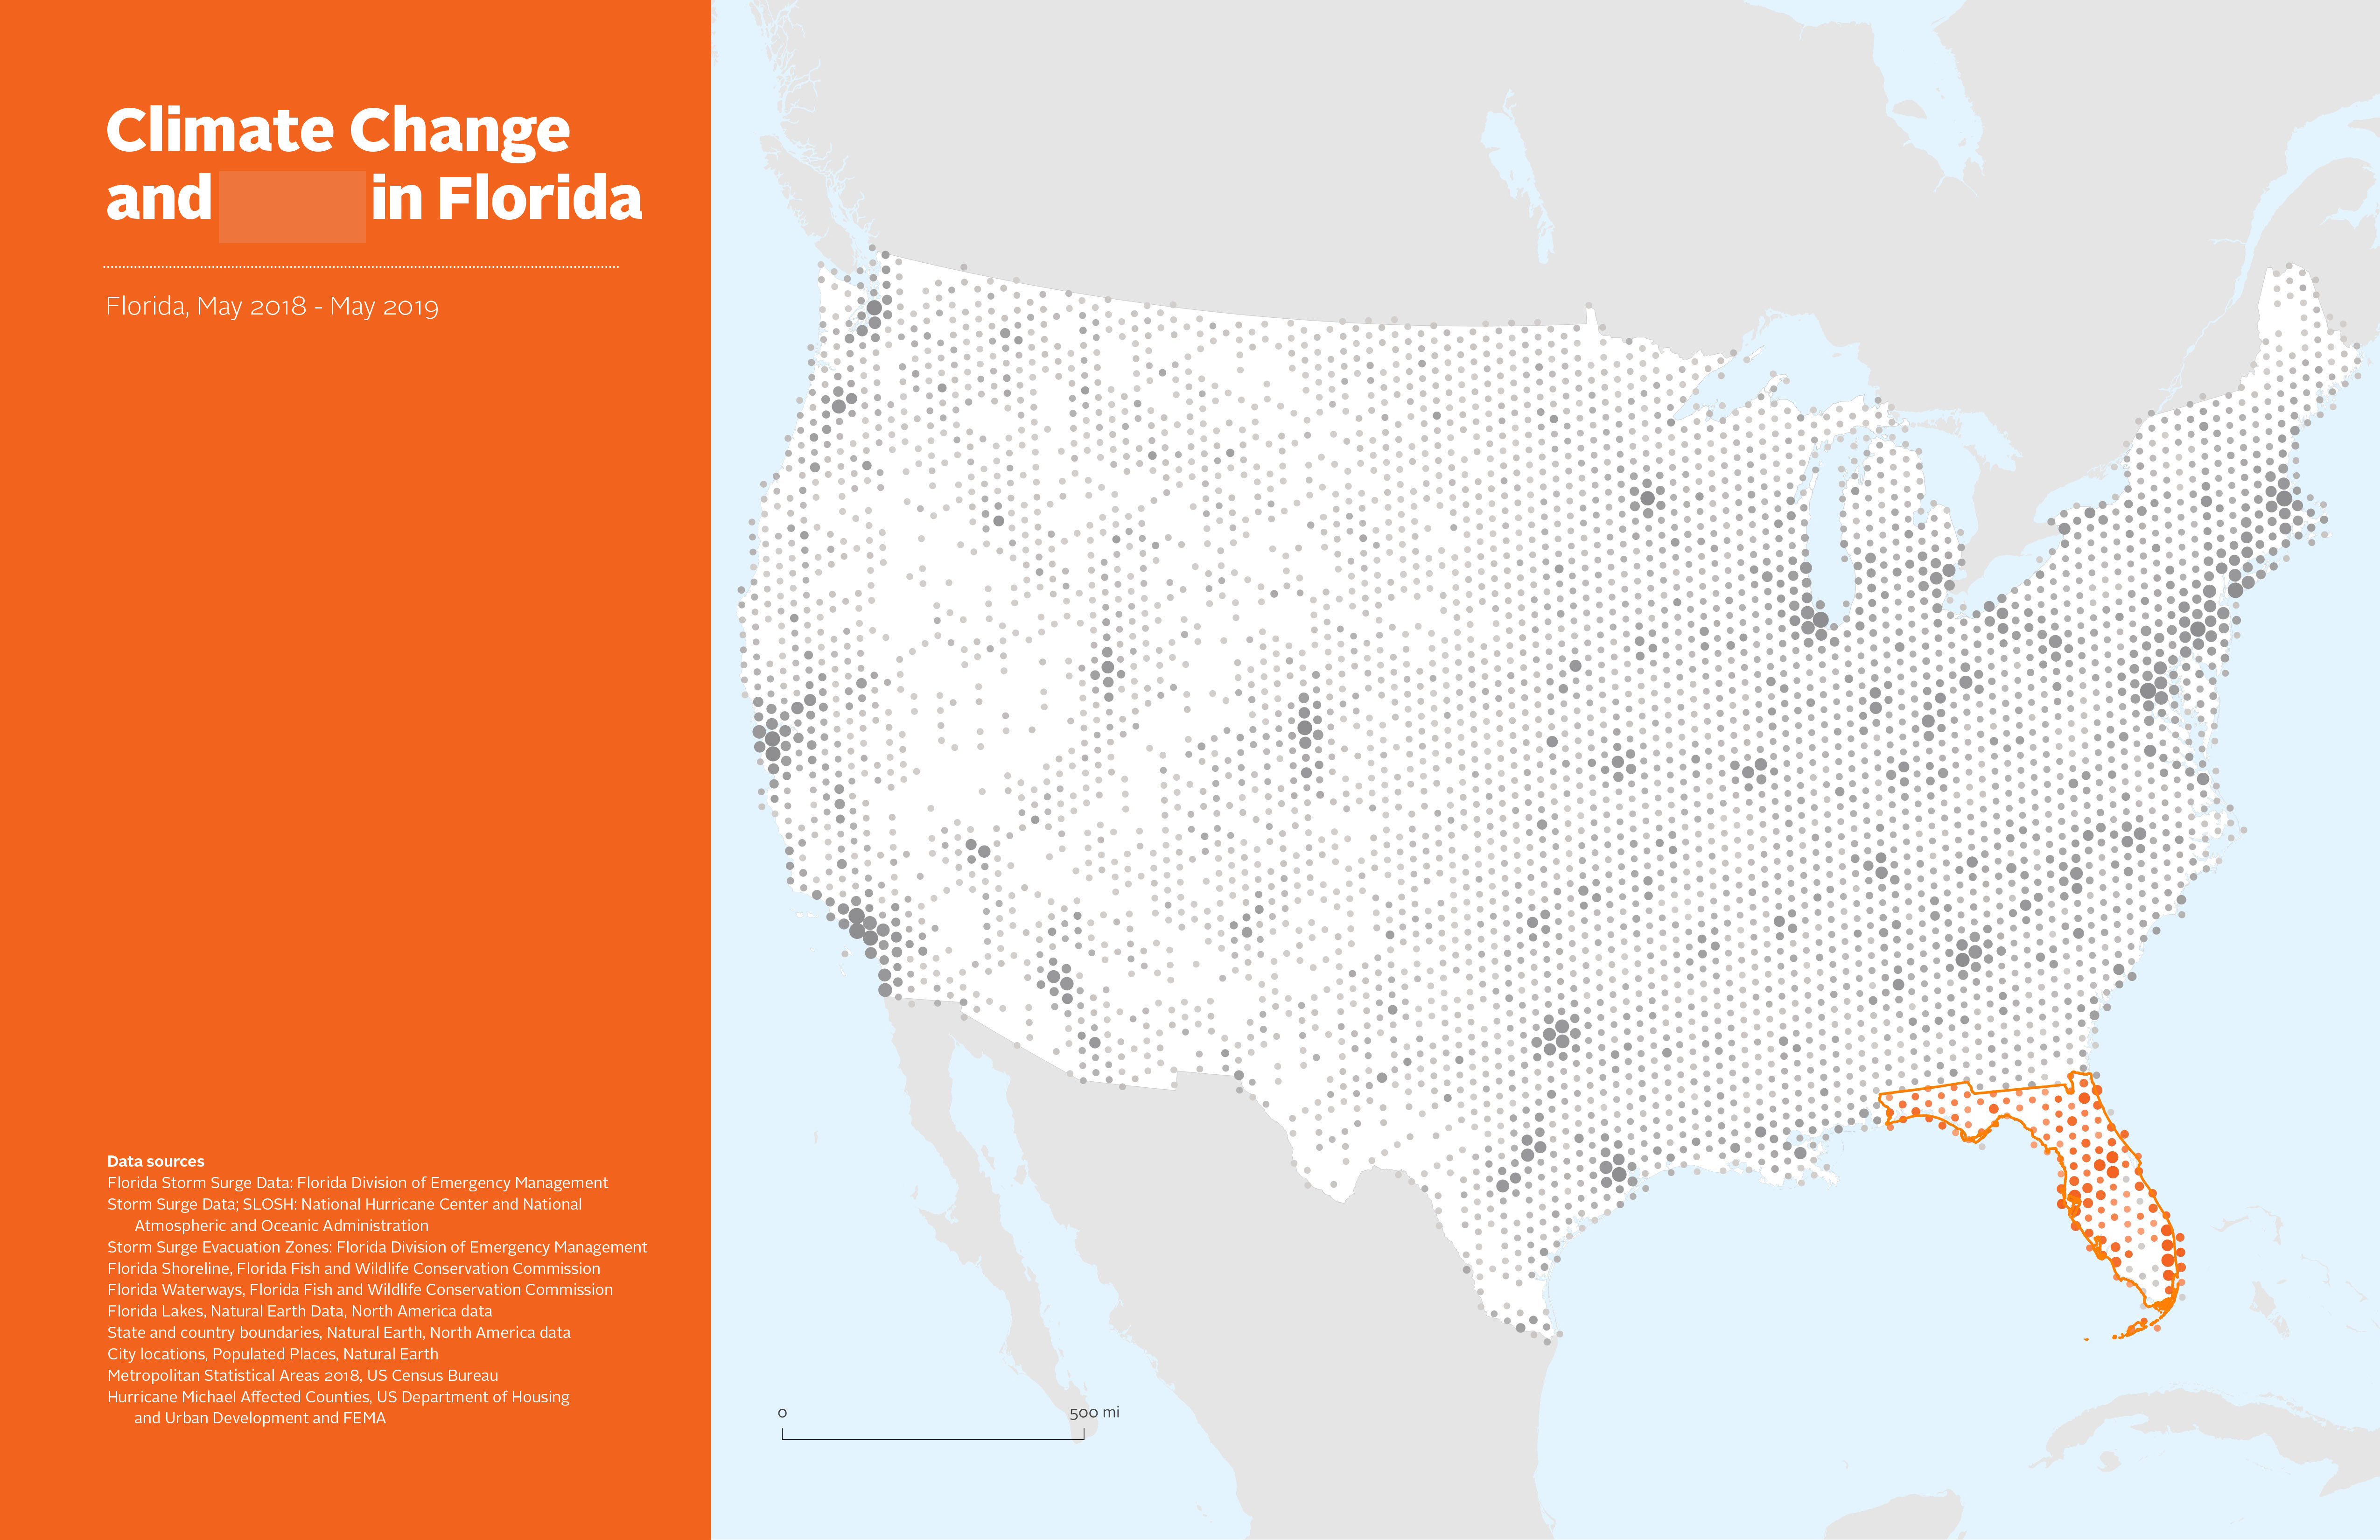 Climate Change
and in Florida
Florida, May 2018 - May 2019
Data sources
Florida Storm Surge Data: Florida Division of Emergency Management
Storm Surge Data; SLOSH: National Hurricane Center and National
Atmospheric and Oceanic Administration
Storm Surge Evacuation Zones: Florida Division of Emergency Management
Florida Shoreline, Florida Fish and Wildlife Conservation Commission
Florida Waterways, Florida Fish and Wildlife Conservation Commission
Florida Lakes, Natural Earth Data, North America data
State and country boundaries, Natural Earth, North America data
City locations, Populated Places, Natural Earth
Metropolitan Statistical Areas 2018, US Census Bureau
Hurricane Michael Affected Counties, US Department of Housing
and Urban Development and FEMA
0 500 mi